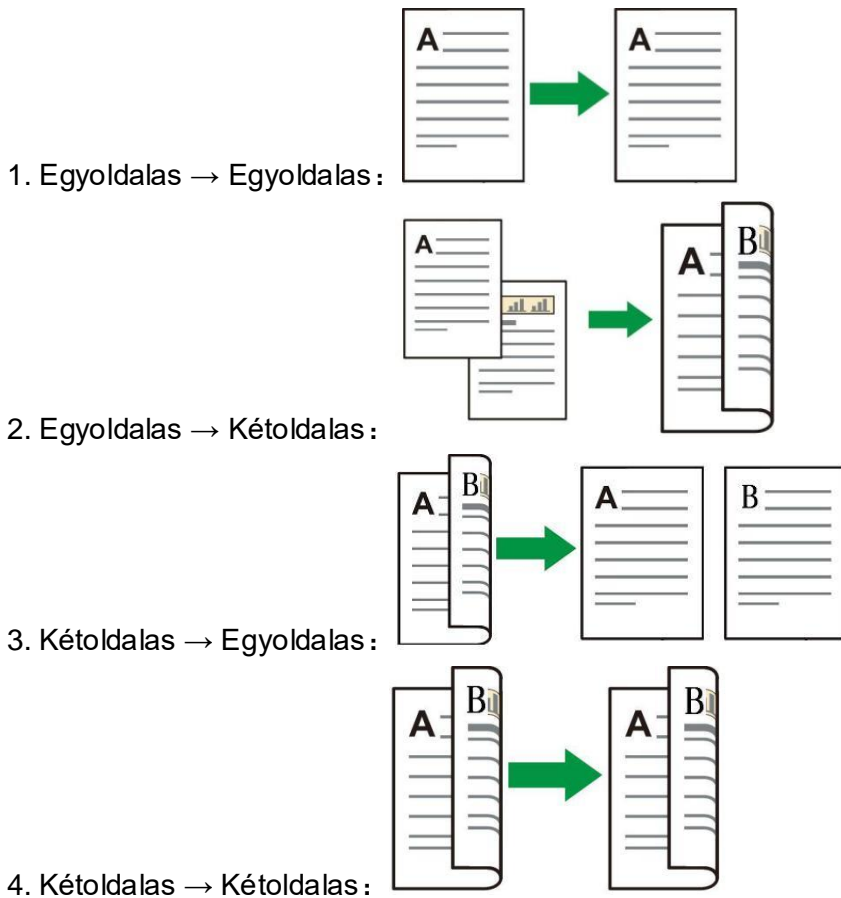 A A
1. Egyoldalas → Egyoldalas：
A B
A
2. Egyoldalas → Kétoldalas：
A B A B
3. Kétoldalas → Egyoldalas：
A B A B
4. Kétoldalas → Kétoldalas：